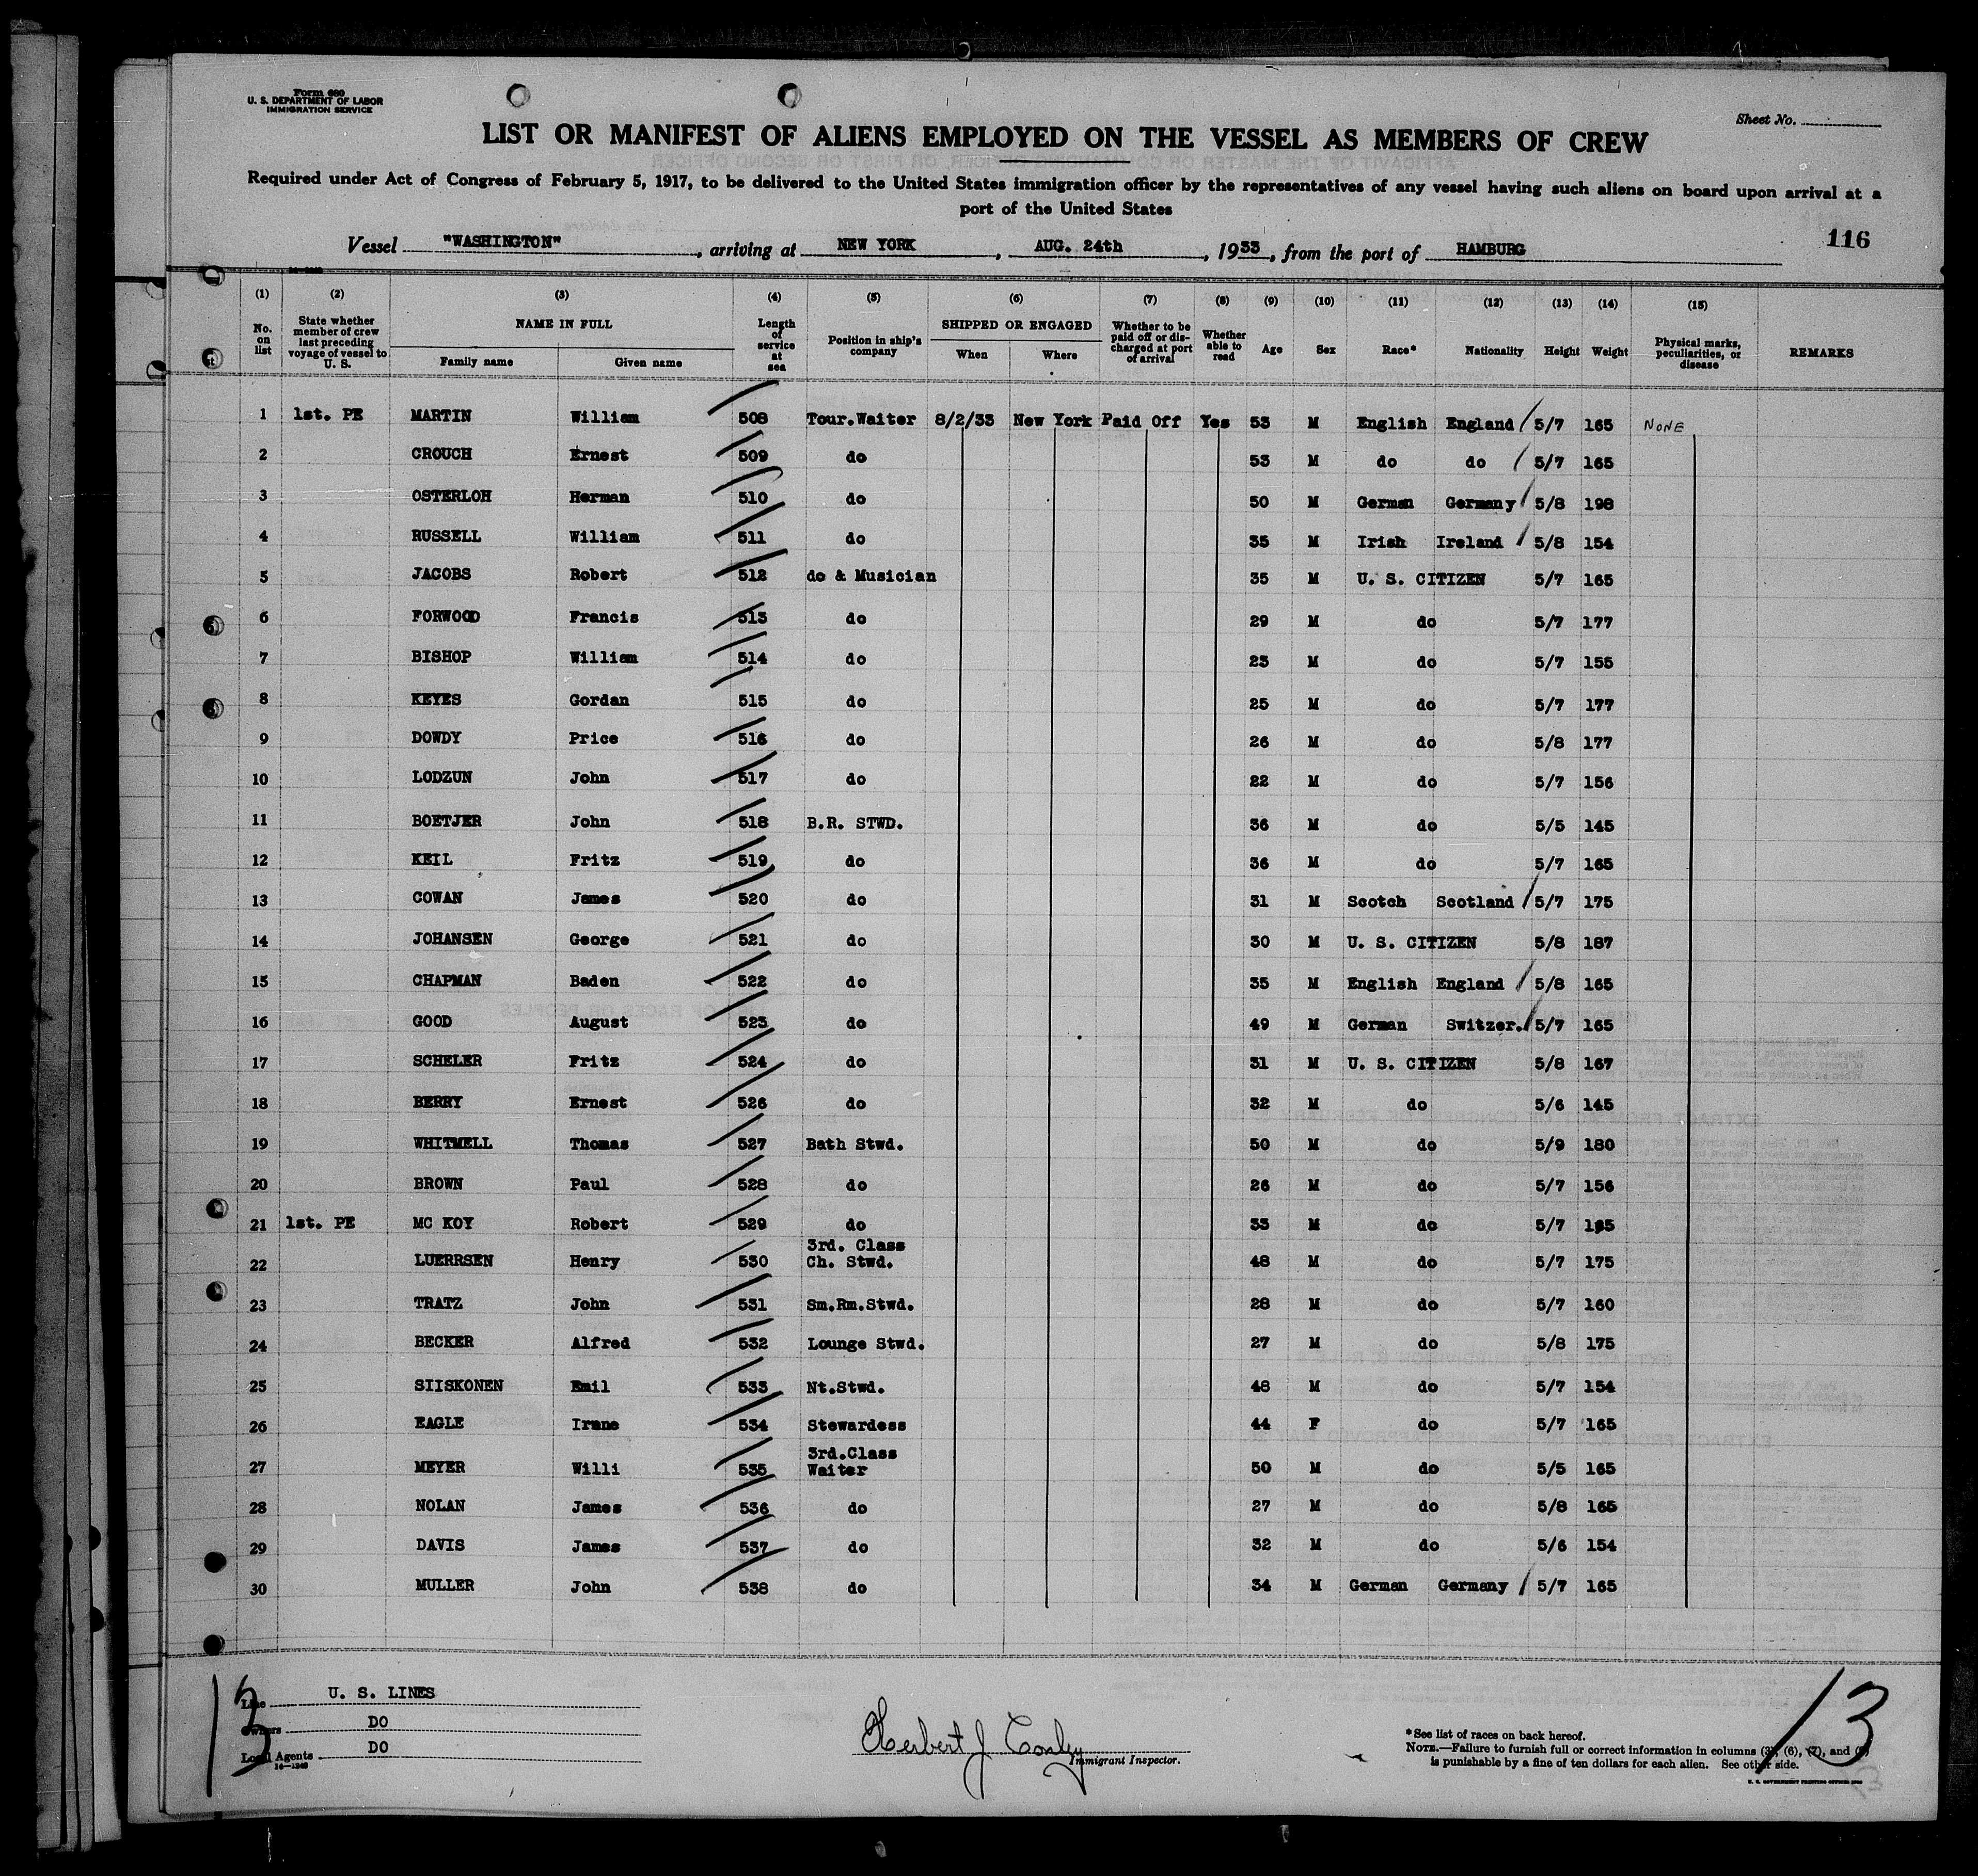 Form 680
U. S. DEPARTMENT OF LABOR
IMMIGRATION SERVICE
Sheet No.
LIST OR MANIFEST OF ALIENS EMPLOYED ON THE VESSEL AS MEMBERS OF CREW
Required under Act of Congress of February 5, 1917, to be delivered to the United States immigration officer by the representatives of any vessel having such aliens on board upon arrival at a
port of the United States
116
Vessel "WASHINGTON", arriving at NEW YORK, AUG. 24th, 1933, from the port of HAMBURG
(1) (2) (3) (4) (5) (6) (7) (8) (9) (10) (11) (12) (13) (14) (15)
No. on list State whether member of crew last preceding voyage of vessel to U. S. NAME IN FULL Family name Given name Length of service at sea Position in ship's company SHIPPED OR ENGAGED When Where Whether to be paid off or discharged at port of arrival Whether able to read Age Sex Race* Nationality Height Weight Physical marks, peculiarities, or disease REMARKS
1 1st. PE MARTIN William 508 Tour.Waiter 8/2/33 New York Paid Off Yes 53 M English England 5/7 165 NONE
2 CROUCH Ernest 509 do 53 M do do 5/7 165
3 OSTERLOH Herman 510 do 50 M German Germany 5/8 198
4 RUSSELL William 511 do 35 M Irish Ireland 5/8 154
5 JACOBS Robert 512 do & Musician 35 M U. S. CITIZEN 5/7 165
6 FORWOOD Francis 513 do 29 M do 5/7 177
7 BISHOP William 514 do 23 M do 5/7 155
8 KEYES Gordan 515 do 25 M do 5/7 177
9 DOWDY Price 516 do 26 M do 5/8 177
10 LODZUN John 517 do 22 M do 5/7 156
11 BOETJER John 518 B.R. STWD. 36 M do 5/5 145
12 KEIL Fritz 519 do 36 M do 5/7 165
13 COWAN James 520 do 31 M Scotch Scotland 5/7 175
14 JOHANSEN George 521 do 30 M U. S. CITIZEN 5/8 187
15 CHAPMAN Baden 522 do 35 M English England 5/8 165
16 GOOD August 523 do 49 M German Switzer. 5/7 165
17 SCHELER Fritz 524 do 31 M U. S. CITIZEN 5/8 167
18 BERRY Ernest 526 do 32 M do 5/6 145
19 WHITMELL Thomas 527 Bath Stwd. 50 M do 5/9 180
20 BROWN Paul 528 do 26 M do 5/7 156
21 1st. PE MC KOY Robert 529 do 33 M do 5/7
22 LUERRSEN Henry 530 3rd. Class Ch. Stwd. 48 M do 5/7 175
23 TRATZ John 531 Sm.Rm.Stwd. 28 M do 5/7 160
24 BECKER Alfred 532 Lounge Stwd. 27 M do 5/8 175
25 SIISKONEN Emil 533 Nt.Stwd. 48 M do 5/7 154
26 EAGLE Irene 534 Stewardess 44 F do 5/7 165
27 MEYER Willi 535 3rd.Class Waiter 50 M do 5/5 165
28 NOLAN James 536 do 27 M do 5/8 165
29 DAVIS James 537 do 32 M do 5/6 154
30 MULLER John 538 do 34 M German Germany 5/7 165
Line U. S. LINES
Owners DO
Local Agents DO
14—1240
13
Herbert J Conley
Immigrant Inspector.
*See list of races on back hereof.
NOTE.—Failure to furnish full or correct information in columns (3), (6), (7), and
is punishable by a fine of ten dollars for each alien. See other side.
13